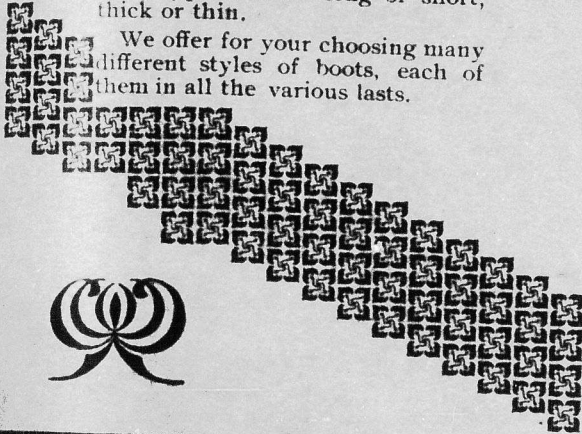 short,
thick or thin.
We offer for your choosing many
different styles of boots, each of
them in all the various lasts.